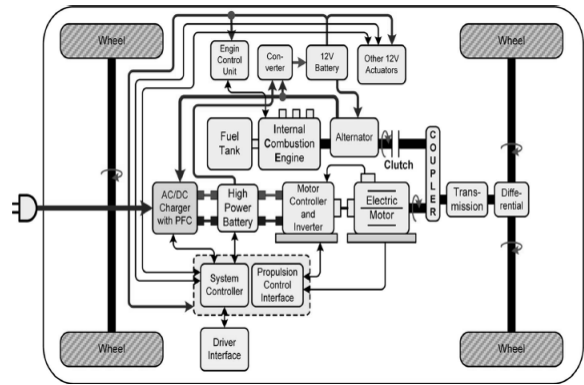 Wheel
Wheel
Engin
Control
Unit
Con-
verter
12V
Battery
Other 12V
Actuators
Fuel
Tank
Internal
Combustion
Engine
Alternator
Clutch
COUPLER
AC/DC
Charger
with PFC
High
Power
Battery
Motor
Controller
and
Inverter
Electric
Motor
Trans-
mission
Diffe-
rential
System
Controller
Propulsion
Control
Interface
Driver
Interface
Wheel
Wheel